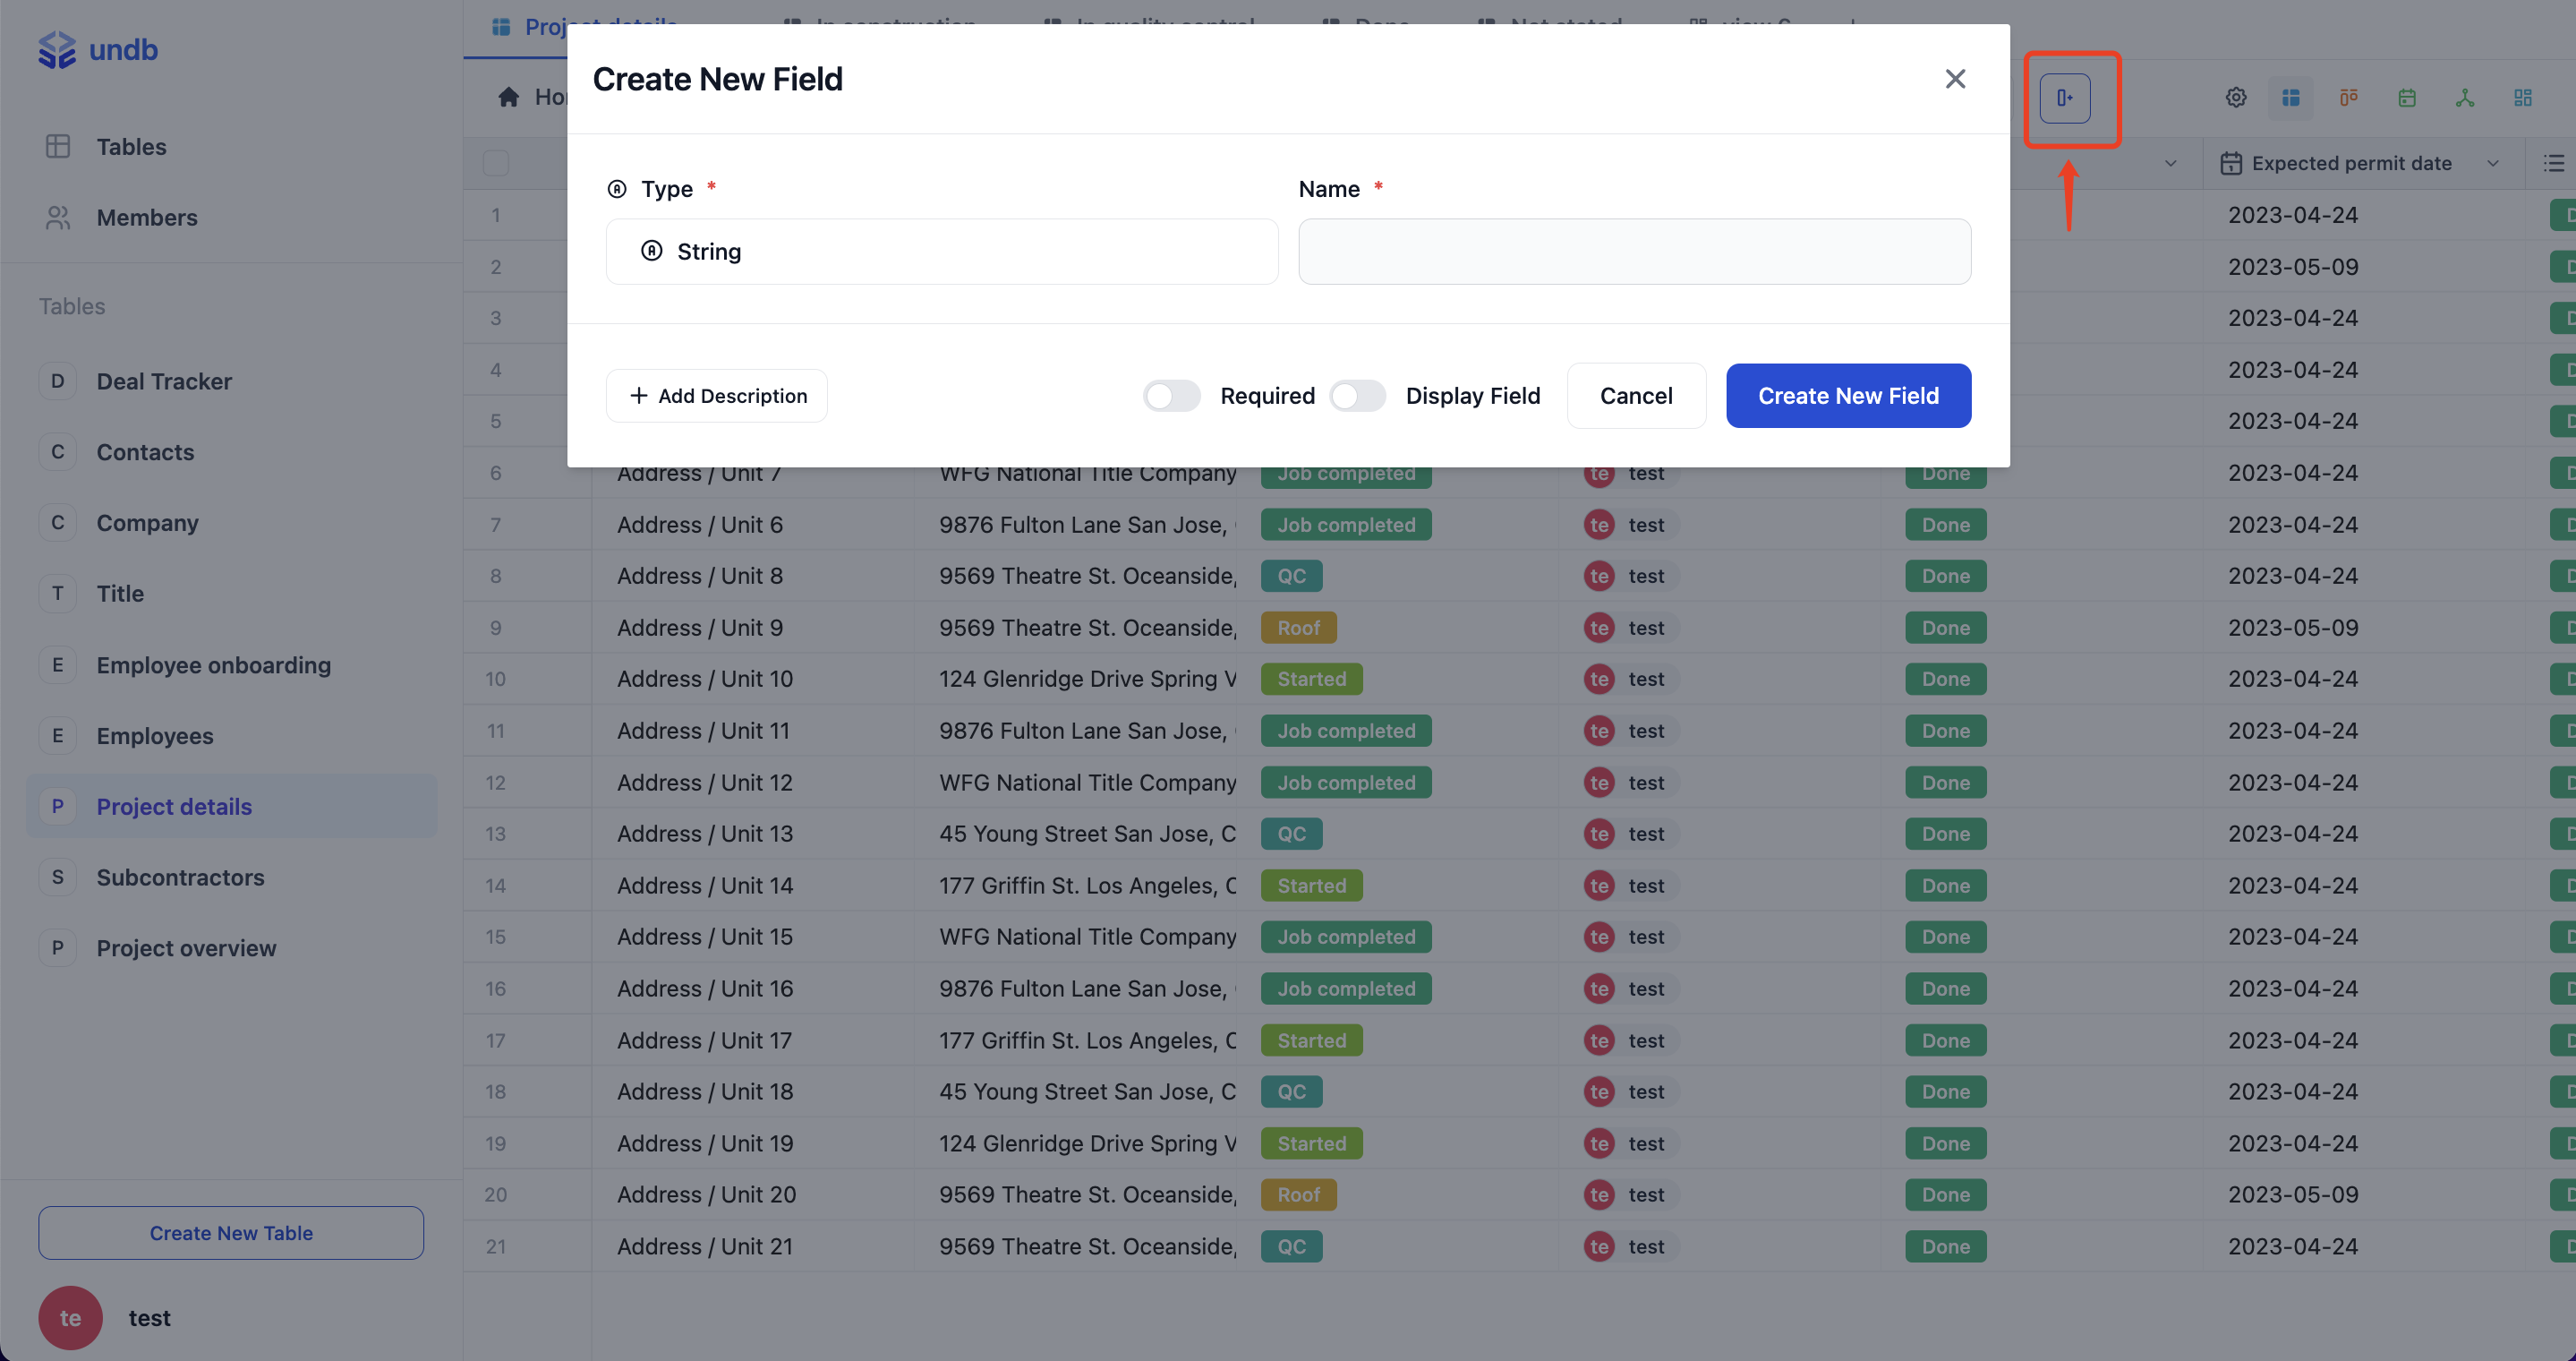 undb
Tables
Members
Tables
D Deal Tracker
C Contacts
C Company
T Title
E Employee onboarding
E Employees
P Project details
S Subcontractors
P Project overview
Create New Table
te test
Project details In construction In quality control Done Not stated view 6 +
Create New Field
Type * Name *
String
+ Add Description Required Display Field Cancel Create New Field
Expected permit date
1 2023-04-24
2 2023-05-09
3 2023-04-24
4 2023-04-24
5 2023-04-24
6 Address / Unit 7 WFG National Title Company Job completed te test Done 2023-04-24
7 Address / Unit 6 9876 Fulton Lane San Jose, Job completed te test Done 2023-04-24
8 Address / Unit 8 9569 Theatre St. Oceanside, QC te test Done 2023-04-24
9 Address / Unit 9 9569 Theatre St. Oceanside, Roof te test Done 2023-05-09
10 Address / Unit 10 124 Glenridge Drive Spring V Started te test Done 2023-04-24
11 Address / Unit 11 9876 Fulton Lane San Jose, Job completed te test Done 2023-04-24
12 Address / Unit 12 WFG National Title Company Job completed te test Done 2023-04-24
13 Address / Unit 13 45 Young Street San Jose, C QC te test Done 2023-04-24
14 Address / Unit 14 177 Griffin St. Los Angeles, C Started te test Done 2023-04-24
15 Address / Unit 15 WFG National Title Company Job completed te test Done 2023-04-24
16 Address / Unit 16 9876 Fulton Lane San Jose, Job completed te test Done 2023-04-24
17 Address / Unit 17 177 Griffin St. Los Angeles, C Started te test Done 2023-04-24
18 Address / Unit 18 45 Young Street San Jose, C QC te test Done 2023-04-24
19 Address / Unit 19 124 Glenridge Drive Spring V Started te test Done 2023-04-24
20 Address / Unit 20 9569 Theatre St. Oceanside, Roof te test Done 2023-05-09
21 Address / Unit 21 9569 Theatre St. Oceanside, QC te test Done 2023-04-24